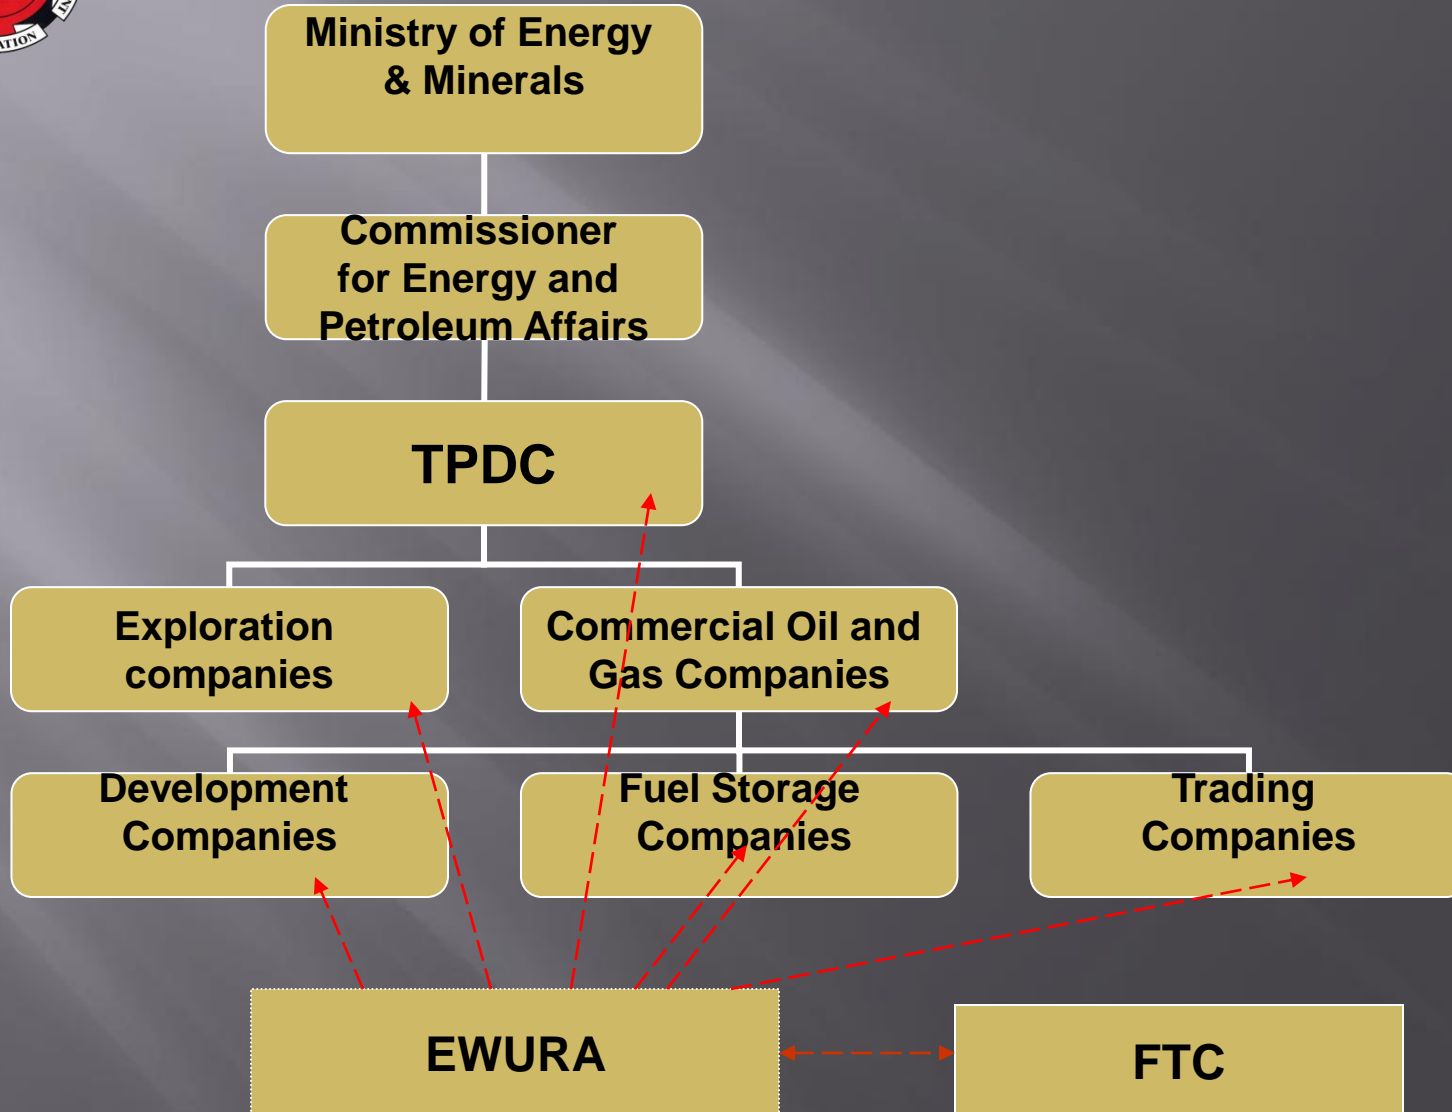 Ministry of Energy
& Minerals
Commissioner
for Energy and
Petroleum Affairs
TPDC
Exploration
companies
Commercial Oil and
Gas Companies
Development
Companies
Fuel Storage
Companies
Trading
Companies
EWURA
FTC